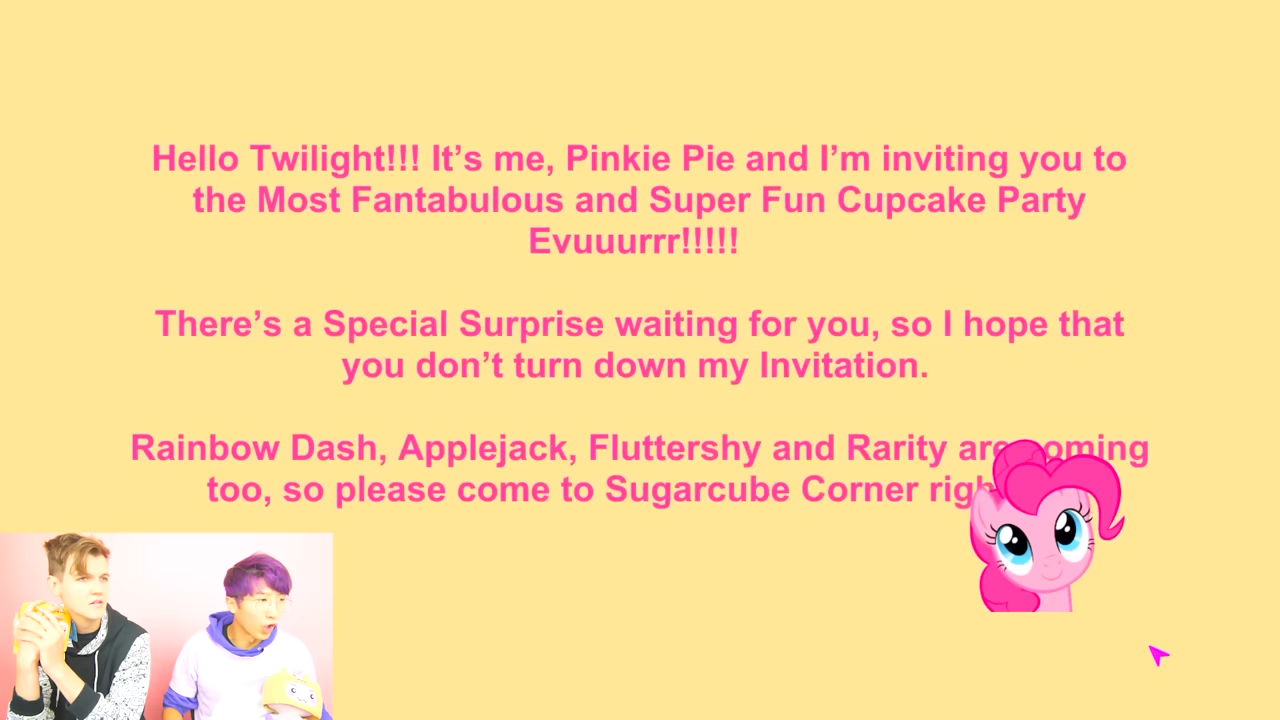 Hello Twilight!!! It’s me, Pinkie Pie and I’m inviting you to
the Most Fantabulous and Super Fun Cupcake Party
Evuuurrr!!!!!
There’s a Special Surprise waiting for you, so I hope that
you don’t turn down my Invitation.
Rainbow Dash, Applejack, Fluttershy and Rarity are coming
too, so please come to Sugarcube Corner